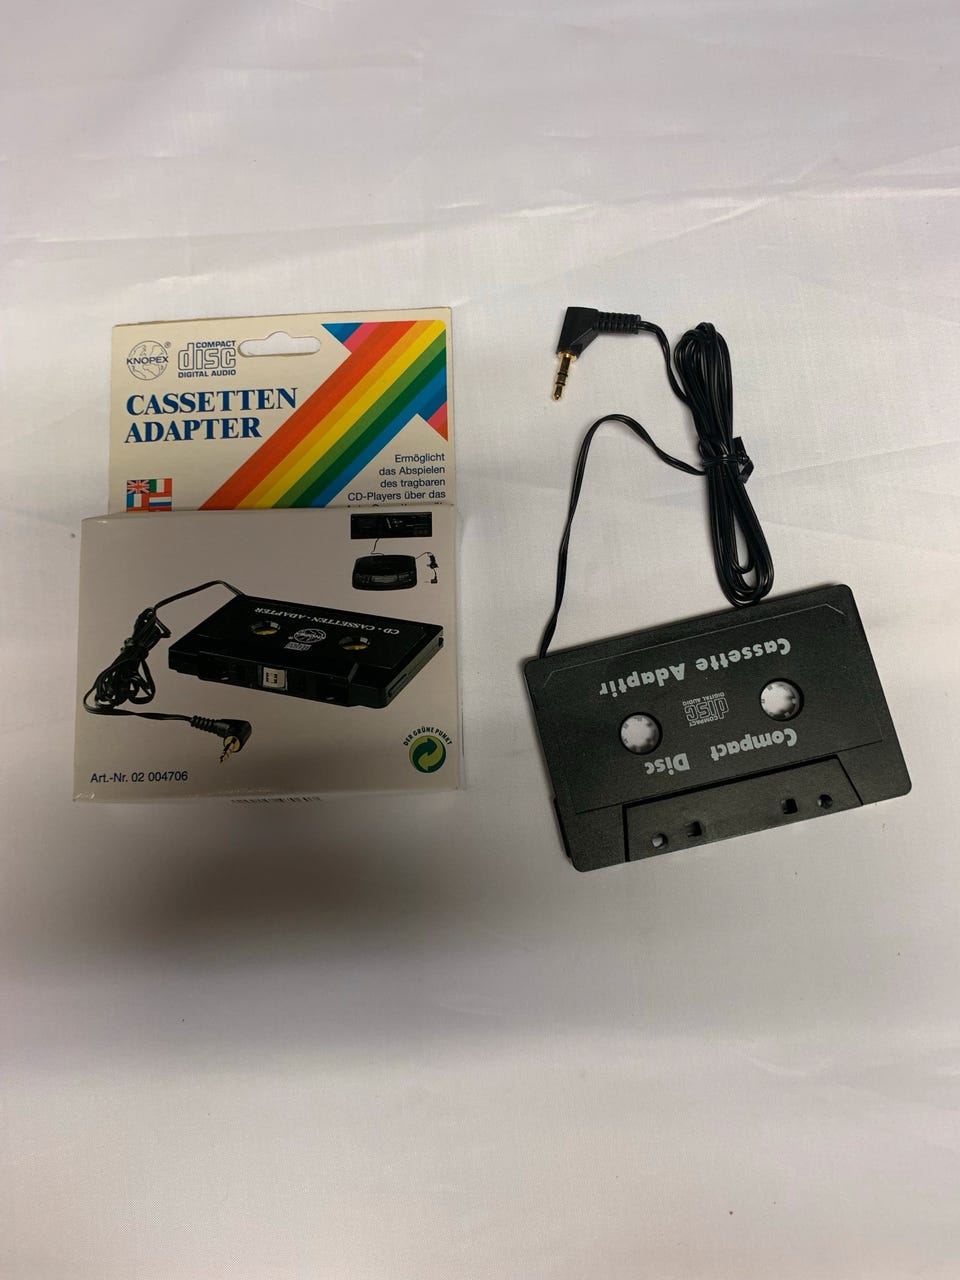 KNOPEX®
COMPACT
disc
DIGITAL AUDIO
CASSETTEN
ADAPTER
Ermöglicht
das Abspielen
des tragbaren
CD-Players über das
CD - CASSETTEN - ADAPTER
KNOPEX
DER GRÜNE PUNKT
Art.-Nr. 02 004706
Compact Disc
COMPACT
disc
DIGITAL AUDIO
Cassette Adaptir